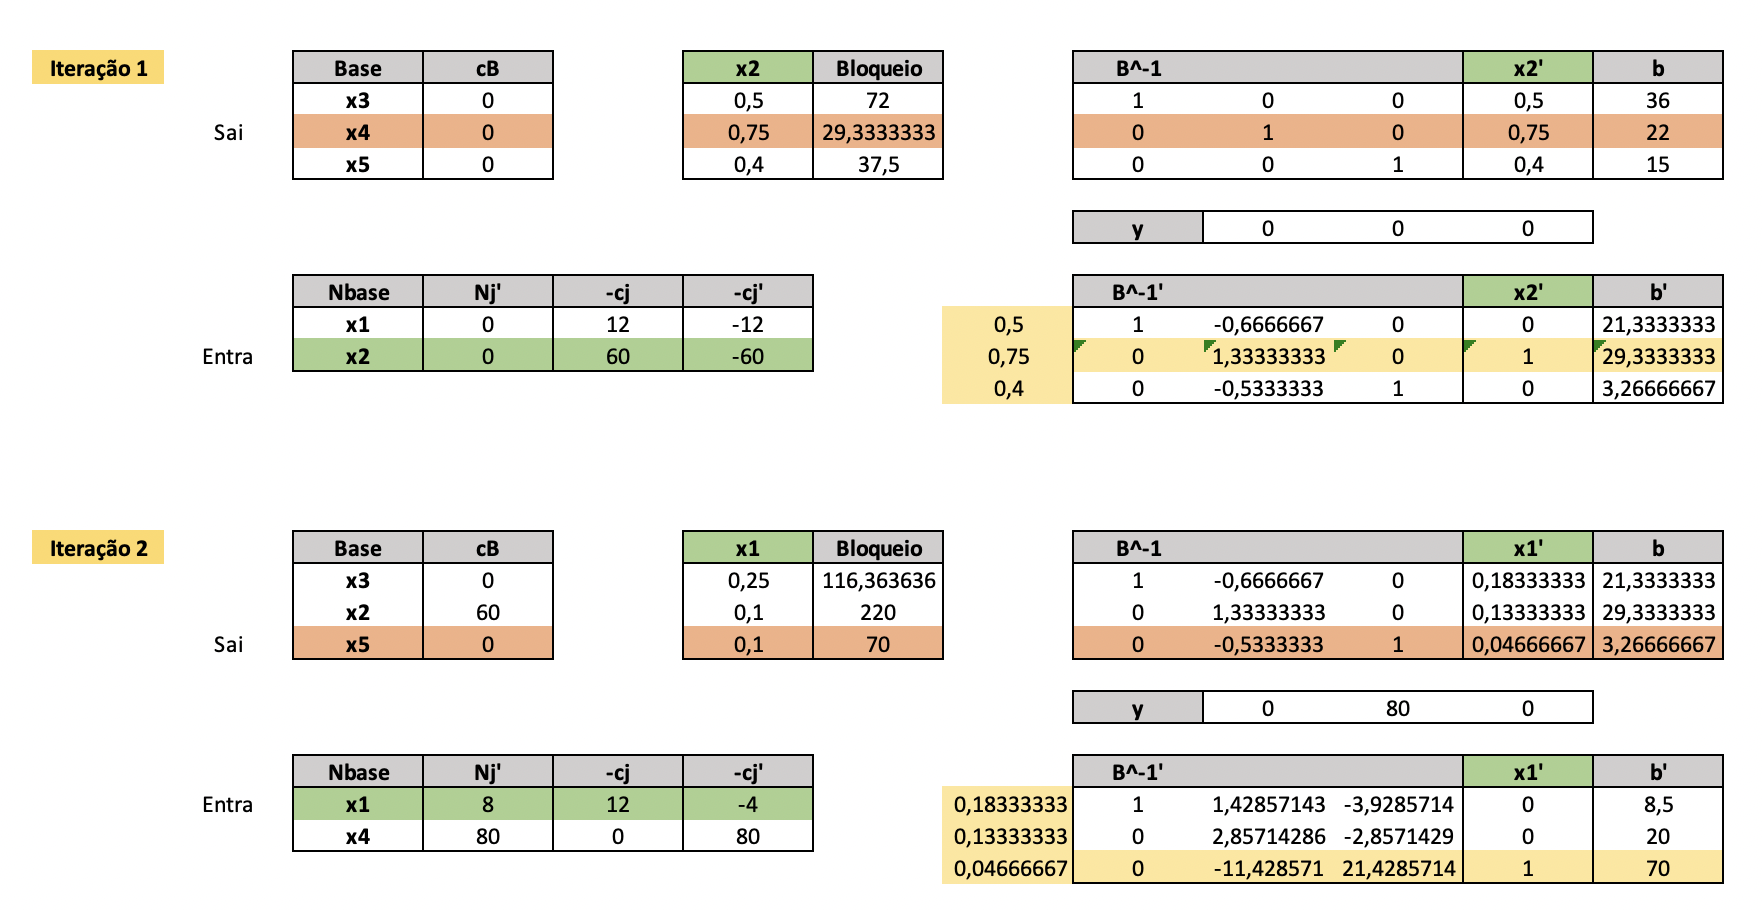 Iteração 1 Base cB x2 Bloqueio B^-1 x2' b
x3 0 0,5 72 1 0 0 0,5 36
Sai x4 0 0,75 29,3333333 0 1 0 0,75 22
x5 0 0,4 37,5 0 0 1 0,4 15
y 0 0 0
Nbase Nj' -cj -cj' B^-1' x2' b'
x1 0 12 -12 0,5 1 -0,6666667 0 0 21,3333333
Entra x2 0 60 -60 0,75 0 1,33333333 0 1 29,3333333
0,4 0 -0,5333333 1 0 3,26666667
Iteração 2 Base cB x1 Bloqueio B^-1 x1' b
x3 0 0,25 116,363636 1 -0,6666667 0 0,18333333 21,3333333
x2 60 0,1 220 0 1,33333333 0 0,13333333 29,3333333
Sai x5 0 0,1 70 0 -0,5333333 1 0,04666667 3,26666667
y 0 80 0
Nbase Nj' -cj -cj' B^-1' x1' b'
Entra x1 8 12 -4 0,18333333 1 1,42857143 -3,9285714 0 8,5
x4 80 0 80 0,13333333 0 2,85714286 -2,8571429 0 20
0,04666667 0 -11,428571 21,4285714 1 70